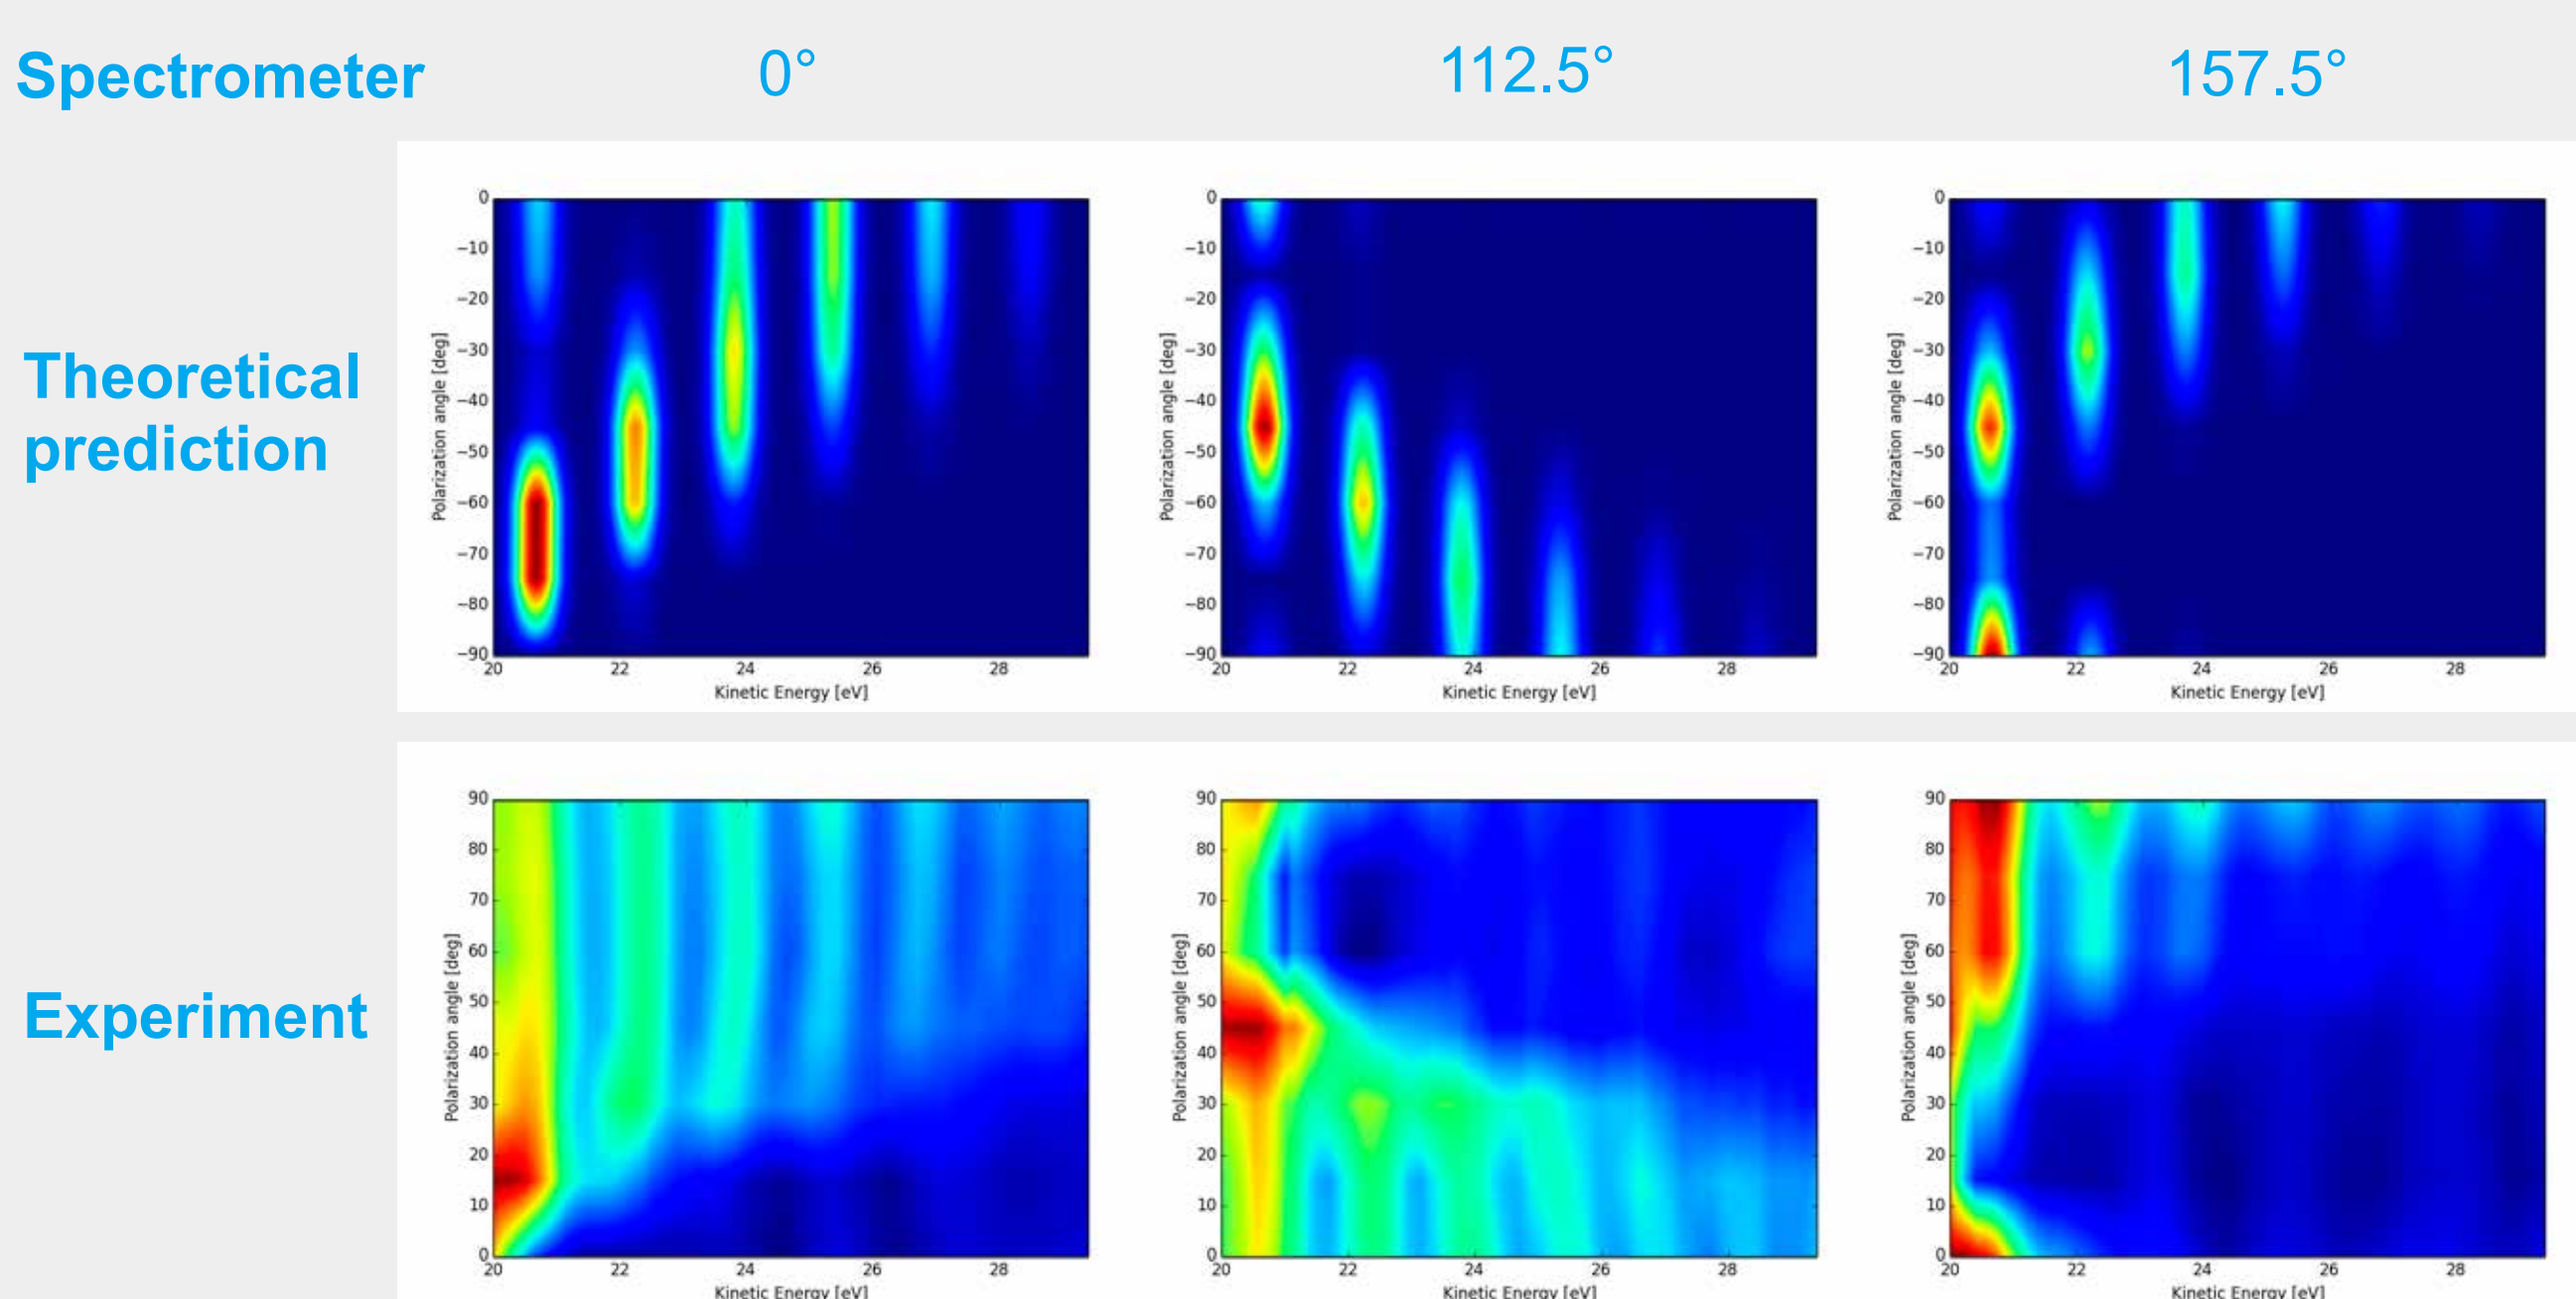 Spectrometer 0° 112.5° 157.5°
Theoretical
prediction
0 0 0
−10 −10 −10
−20 −20 −20
−30 −30 −30
−40 −40 −40
−50 −50 −50
−60 −60 −60
−70 −70 −70
−80 −80 −80
−90 −90 −90
Polarization angle [deg] Polarization angle [deg] Polarization angle [deg]
20 22 24 26 28 20 22 24 26 28 20 22 24 26 28
Kinetic Energy [eV] Kinetic Energy [eV] Kinetic Energy [eV]
Experiment
90 90 90
80 80 80
70 70 70
60 60 60
50 50 50
40 40 40
30 30 30
20 20 20
10 10 10
0 0 0
Polarization angle [deg] Polarization angle [deg] Polarization angle [deg]
20 22 24 26 28 20 22 24 26 28 20 22 24 26 28
Kinetic Energy [eV] Kinetic Energy [eV] Kinetic Energy [eV]